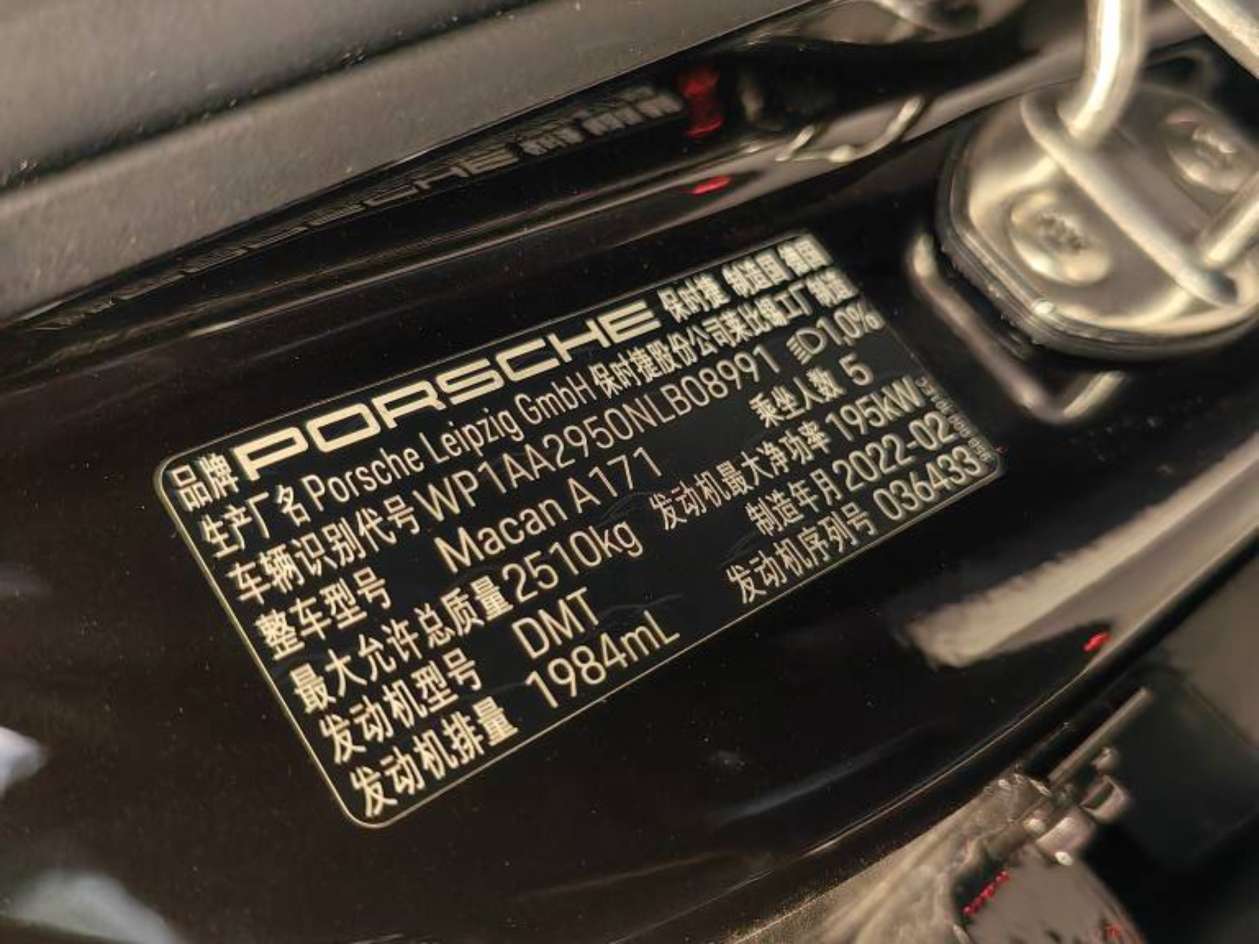 品牌 PORSCHE 保时捷 制造国 德国
生产厂名 Porsche Leipzig GmbH 保时捷股份公司莱比锡工厂制造
车辆识别代号 WP1AA2950NLB08991 1,0%
整车型号 Macan A171 乘坐人数 5
最大允许总质量 2510kg 发动机最大净功率 195kW
发动机型号 DMT 制造年月 2022-02
发动机排量 1984mL 发动机序列号 036433